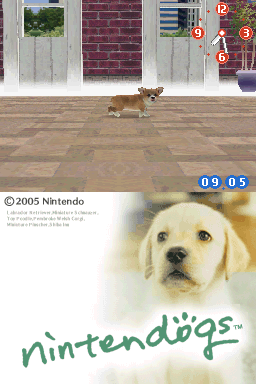 12
9
3
6
09 05
©2005 Nintendo
Labrador Retriever,Miniature Schnauzer,
Toy Poodle,Pembroke Welsh Corgi,
Miniature Pinscher,Shiba Inu
nintendogs™